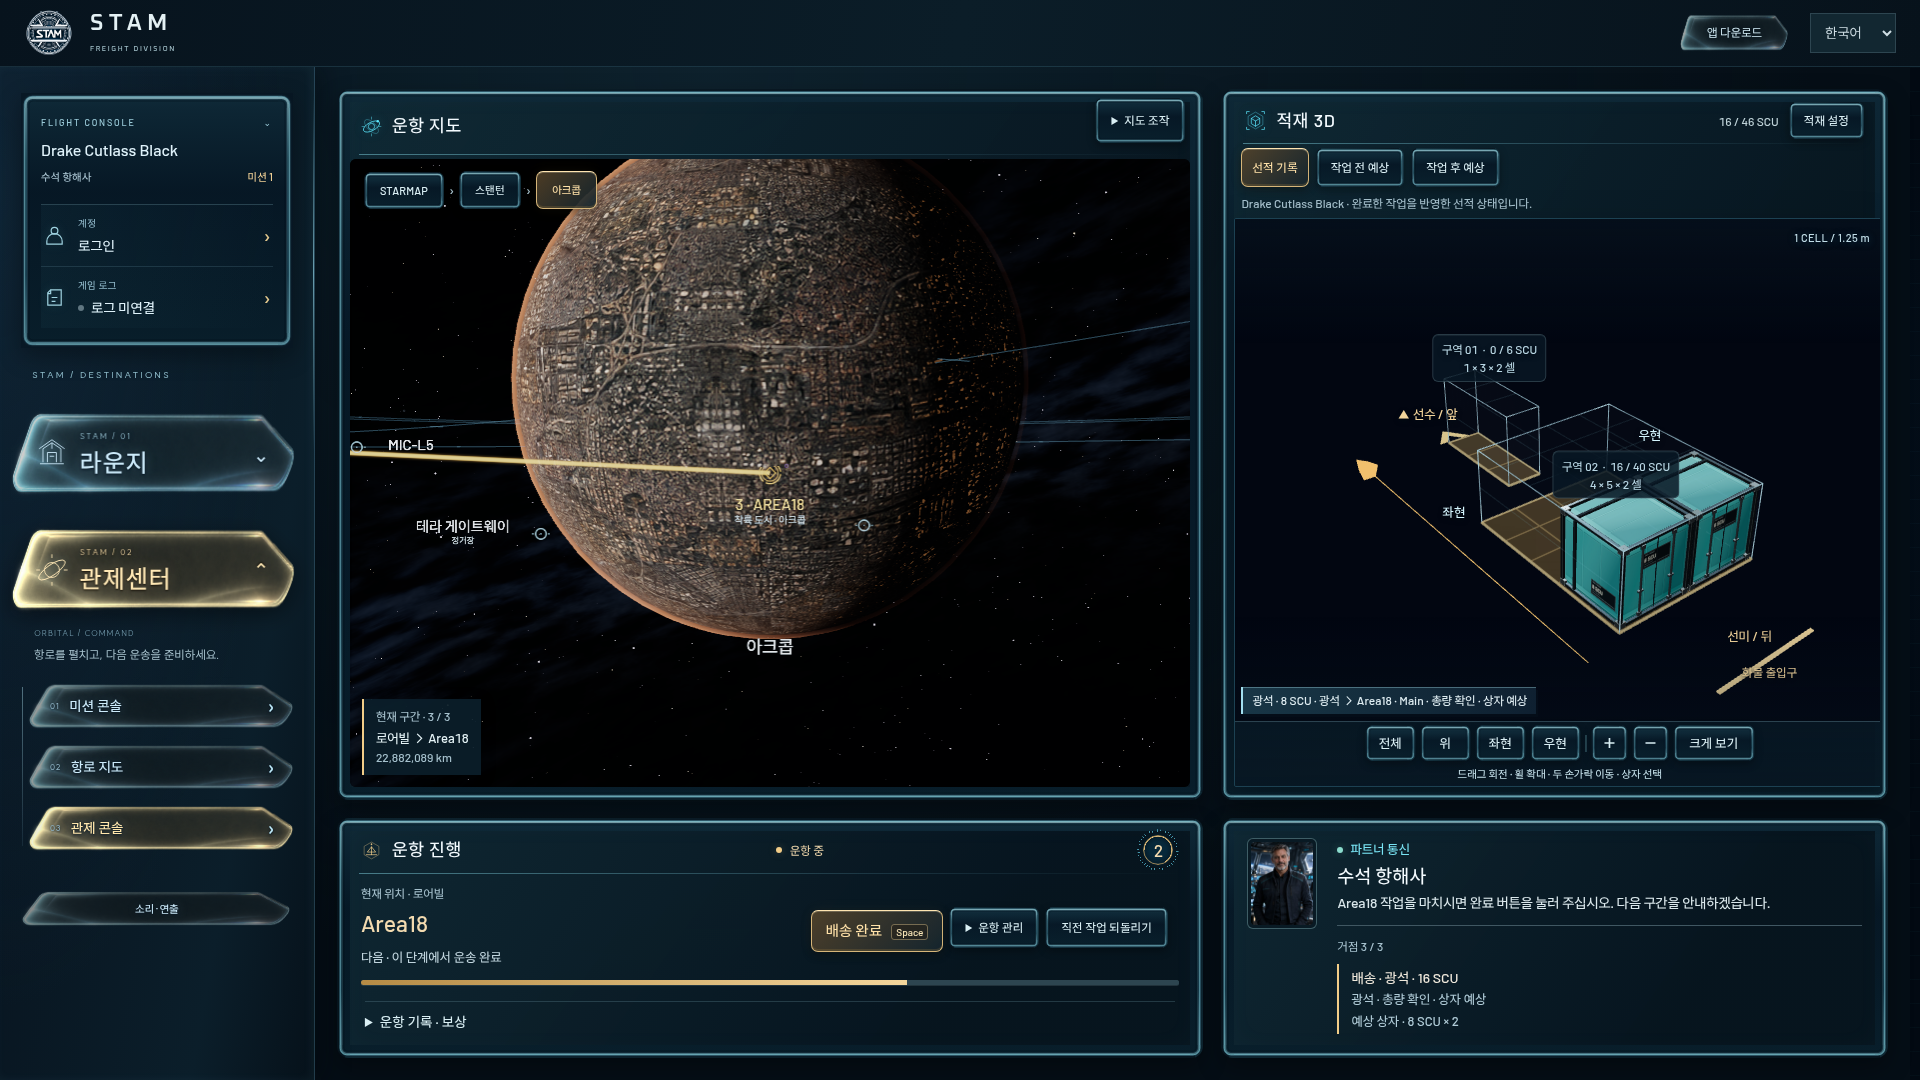 STAM
STAM
FREIGHT DIVISION
앱 다운로드
한국어
FLIGHT CONSOLE
Drake Cutlass Black
수석 항해사
미션 1
계정
로그인
게임 로그
로그 미연결
STAM / DESTINATIONS
STAM / 01
라운지
STAM / 02
관제센터
ORBITAL / COMMAND
항로를 펼치고, 다음 운송을 준비하세요.
01 미션 콘솔
02 항로 지도
03 관제 콘솔
소리·연출
운항 지도
▶ 지도 조작
STARMAP › 스탠턴 › 아크콥
MIC-L5
3 · AREA18
착륙 도시 · 아크콥
테라 게이트웨이
정거장
아크콥
현재 구간 · 3 / 3
로어빌 > Area18
22,882,089 km
적재 3D
16 / 46 SCU
적재 설정
선적 기록
작업 전 예상
작업 후 예상
Drake Cutlass Black · 완료한 작업을 반영한 선적 상태입니다.
1 CELL / 1.25 m
구역 01 · 0 / 6 SCU
1 × 3 × 2 셀
▲ 선수 / 앞
우현
구역 02 · 16 / 40 SCU
4 × 5 × 2 셀
좌현
선미 / 뒤
화물 출입구
광석 · 8 SCU · 광석 > Area18 · Main · 총량 확인 · 상자 예상
전체
위
좌현
우현
+
−
크게 보기
드래그 회전 · 휠 확대 · 두 손가락 이동 · 상자 선택
운항 진행
운항 중
2
현재 위치 · 로어빌
Area18
다음 · 이 단계에서 운송 완료
배송 완료 Space
▶ 운항 관리
직전 작업 되돌리기
▶ 운항 기록 · 보상
파트너 통신
수석 항해사
Area18 작업을 마치시면 완료 버튼을 눌러 주십시오. 다음 구간을 안내하겠습니다.
거점 3 / 3
배송 · 광석 · 16 SCU
광석 · 총량 확인 · 상자 예상
예상 상자 · 8 SCU × 2